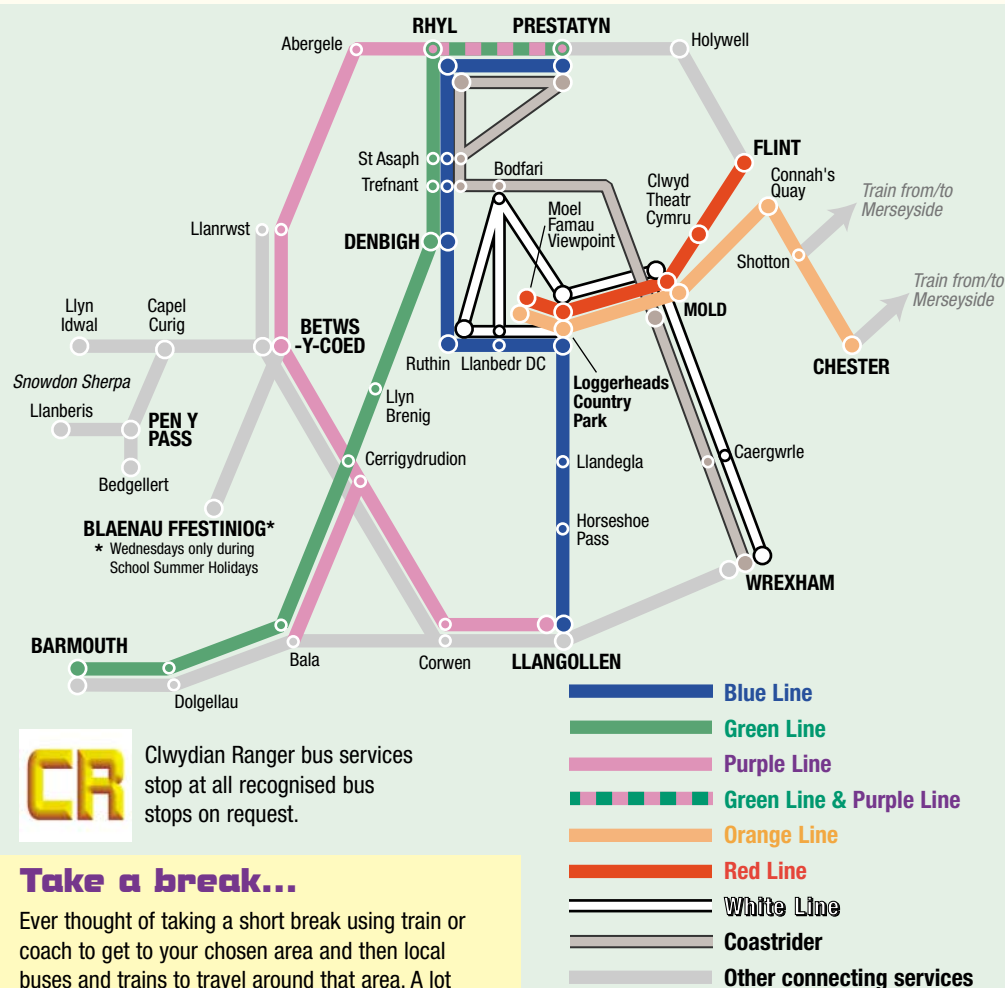 RHYL
PRESTATYN
Abergele
Holywell
FLINT
St Asaph
Bodfari
Connah's
Quay
Trefnant
Clwyd
Theatr
Cymru
Train from/to
Merseyside
Moel
Famau
Viewpoint
Llanrwst
DENBIGH
Shotton
Train from/to
Merseyside
Llyn
Idwal
Capel
Curig
MOLD
BETWS
-Y-COED
Ruthin
Llanbedr DC
CHESTER
Snowdon Sherpa
Loggerheads
Country
Park
Llyn
Brenig
Llanberis
PEN Y
PASS
Cerrigydrudion
Llandegla
Caergwrle
Bedgellert
BLAENAU FFESTINIOG*
* Wednesdays only during
School Summer Holidays
Horseshoe
Pass
WREXHAM
BARMOUTH
Bala
Corwen
LLANGOLLEN
Dolgellau
Blue Line
Green Line
Purple Line
Green Line & Purple Line
Orange Line
Red Line
White Line
Coastrider
Other connecting services
CR
Clwydian Ranger bus services
stop at all recognised bus
stops on request.
Take a break...
Ever thought of taking a short break using train or
coach to get to your chosen area and then local
buses and trains to travel around that area. A lot